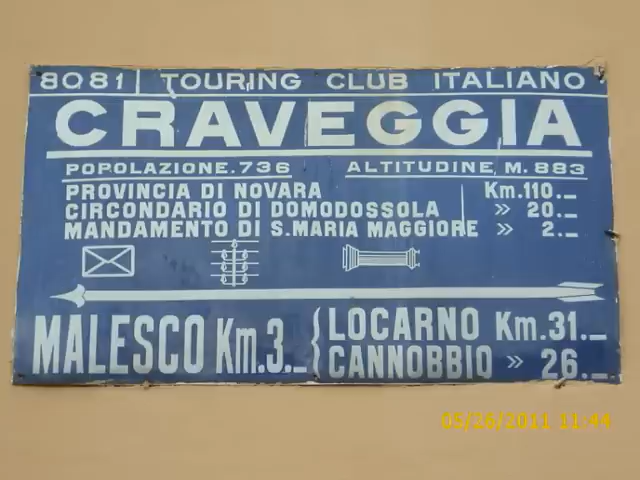 8081 TOURING CLUB ITALIANO
CRAVEGGIA
POPOLAZIONE.736 ALTITUDINE M.883
PROVINCIA DI NOVARA Km.110._
CIRCONDARIO DI DOMODOSSOLA » 20._
MANDAMENTO DI S.MARIA MAGGIORE » 2._
MALESCO Km.3._ { LOCARNO Km.31._
CANNOBBIO » 26._
05/26/2011 11:44